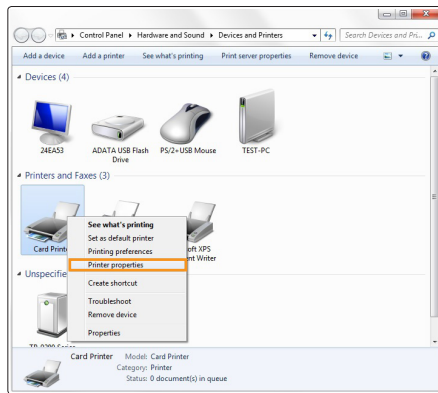 Control Panel ▸ Hardware and Sound ▸ Devices and Printers
Search Devices and Pri...
Add a device Add a printer See what's printing Print server properties Remove device
Devices (4)
24EA53 ADATA USB Flash Drive PS/2+USB Mouse TEST-PC
Printers and Faxes (3)
Card Print
See what's printing
Set as default printer
Printing preferences
Printer properties
Create shortcut
Troubleshoot
Remove device
Properties
oft XPS
nt Writer
Unspecifie
Card Printer Model: Card Printer
Category: Printer
Status: 0 document(s) in queue